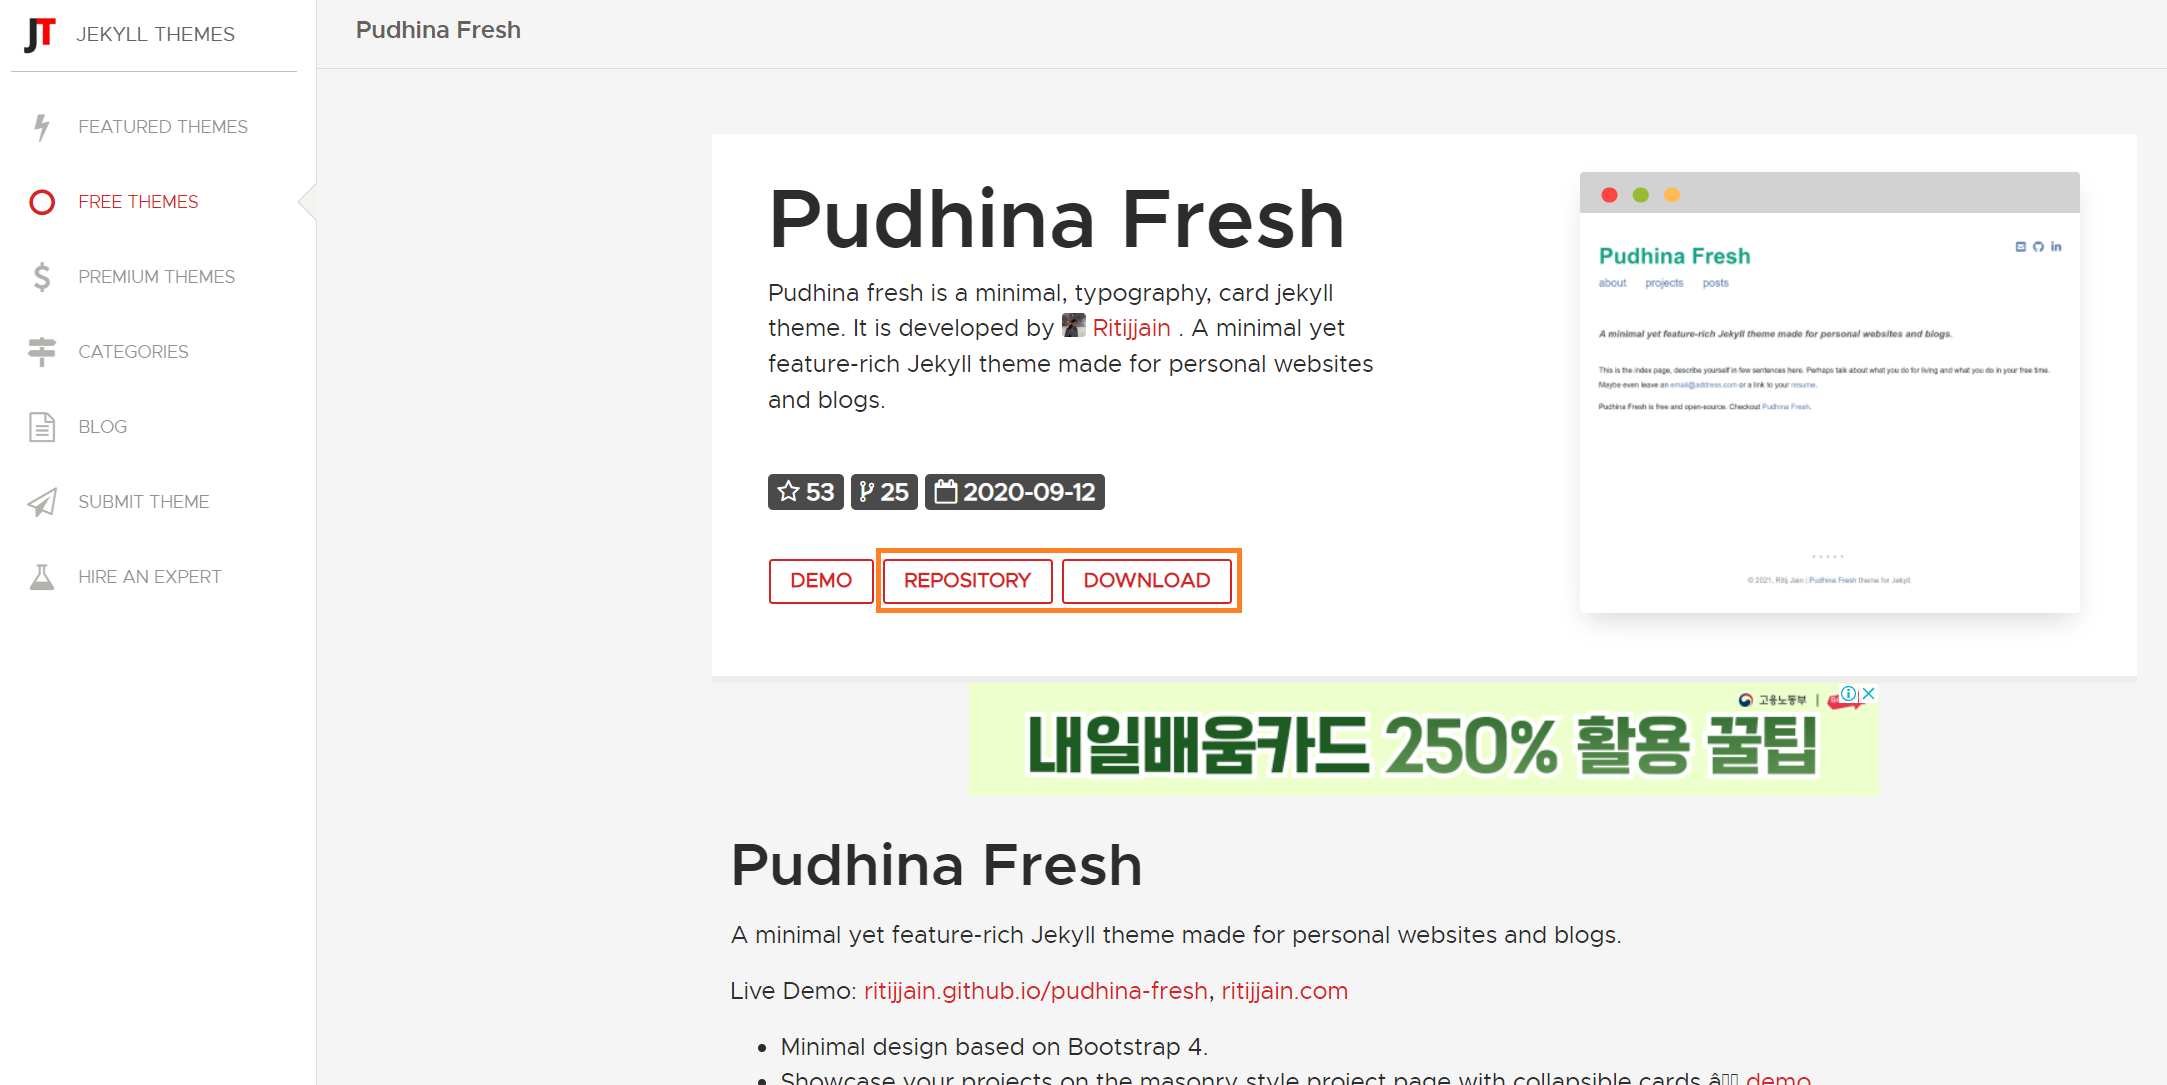 JT JEKYLL THEMES
FEATURED THEMES
FREE THEMES
PREMIUM THEMES
CATEGORIES
BLOG
SUBMIT THEME
HIRE AN EXPERT
Pudhina Fresh
Pudhina Fresh
Pudhina fresh is a minimal, typography, card jekyll
theme. It is developed by Ritijjain . A minimal yet
feature-rich Jekyll theme made for personal websites
and blogs.
53 25 2020-09-12
DEMO REPOSITORY DOWNLOAD
Pudhina Fresh
about projects posts
A minimal yet feature-rich Jekyll theme made for personal websites and blogs.
This is the index page, describe yourself in few sentences here. Perhaps talk about what you do for living and what you do in your free time.
Maybe even leave an email@address.com or a link to your resume.
Pudhina Fresh is free and open-source. Checkout Pudhina Fresh.
© 2021, Ritij Jain | Pudhina Fresh theme for Jekyll.
고용노동부 |
내일배움카드 250% 활용 꿀팁
Pudhina Fresh
A minimal yet feature-rich Jekyll theme made for personal websites and blogs.
Live Demo: ritijjain.github.io/pudhina-fresh, ritijjain.com
• Minimal design based on Bootstrap 4.
• Showcase your projects on the masonry style project page with collapsible cards â demo